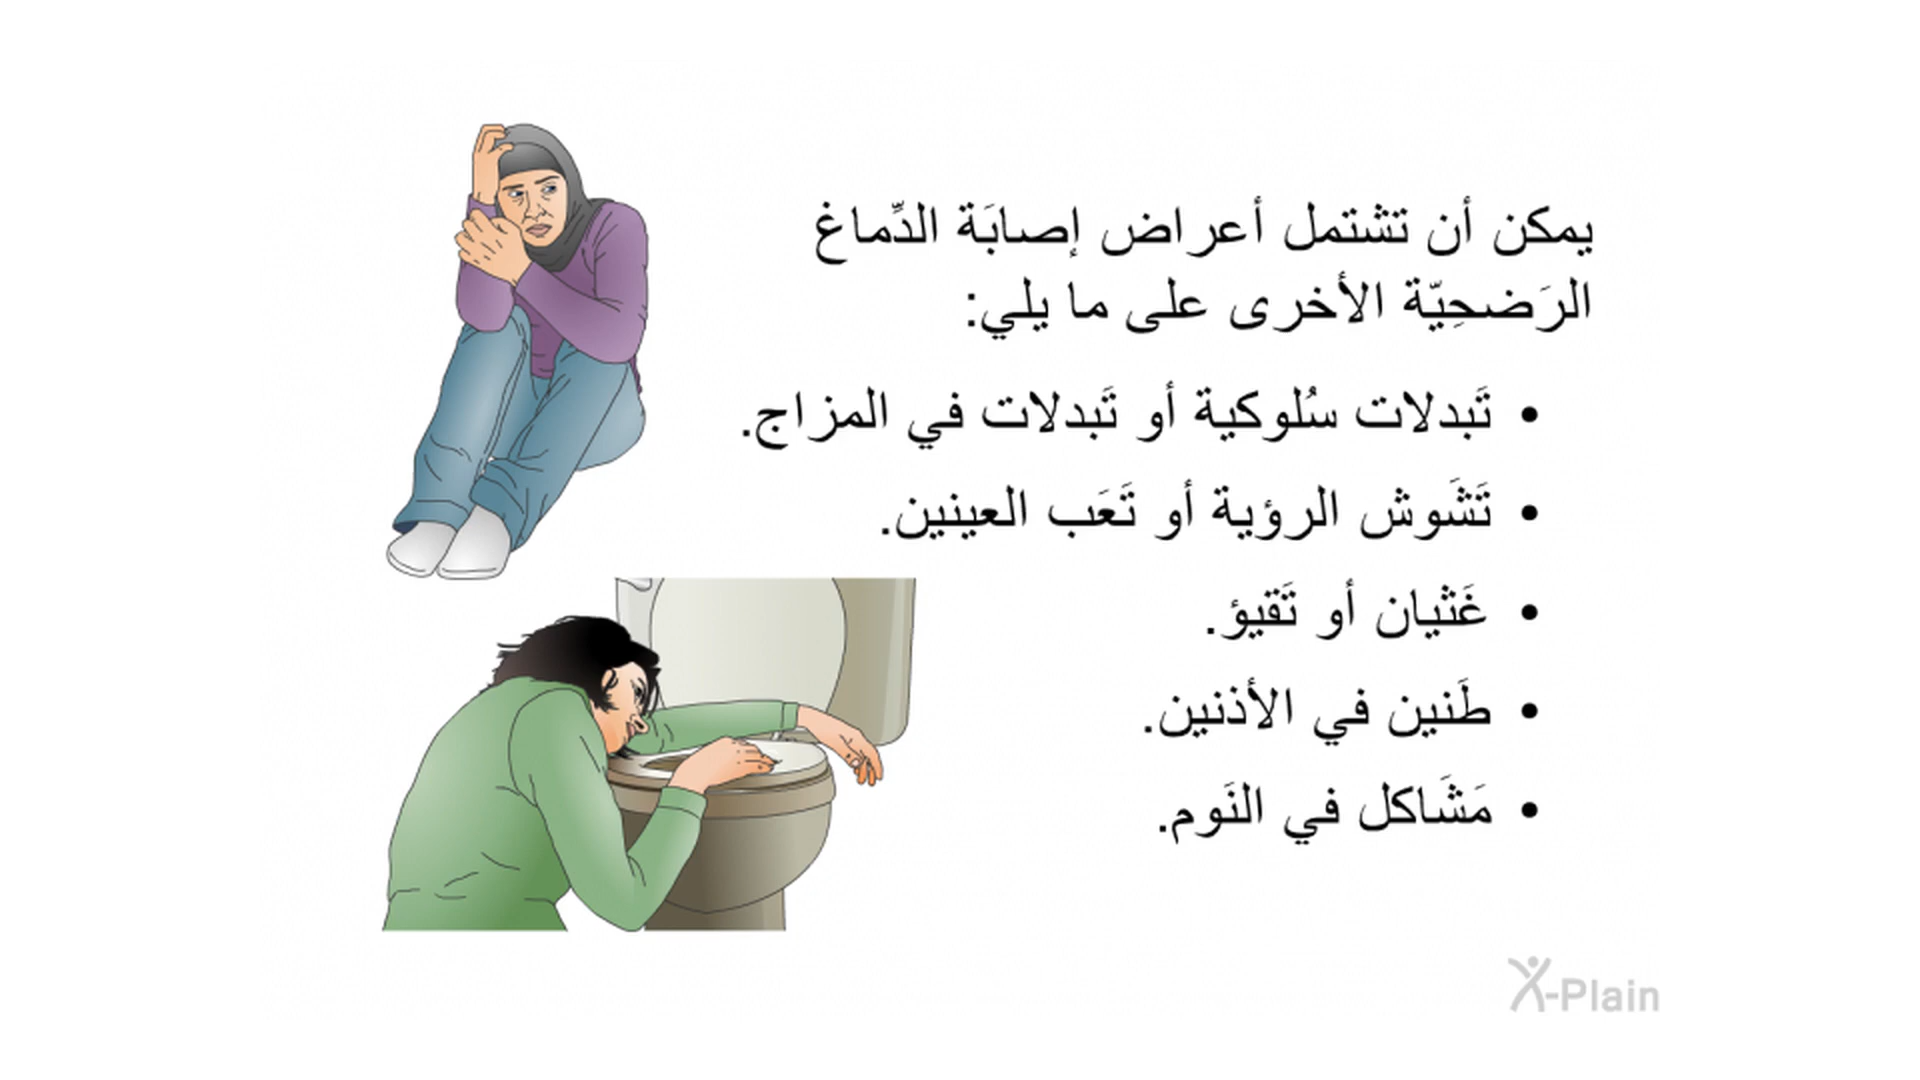 يمكن أن تشتمل أعراض إصابَة الدِّماغ
الرَضحِيّة الأخرى على ما يلي:
• تَبدلات سُلوكية أو تَبدلات في المزاج.
• تَشَوش الرؤية أو تَعَب العينين.
• غَثيان أو تَقيؤ.
• طَنين في الأذنين.
• مَشَاكل في النَوم.
X-Plain